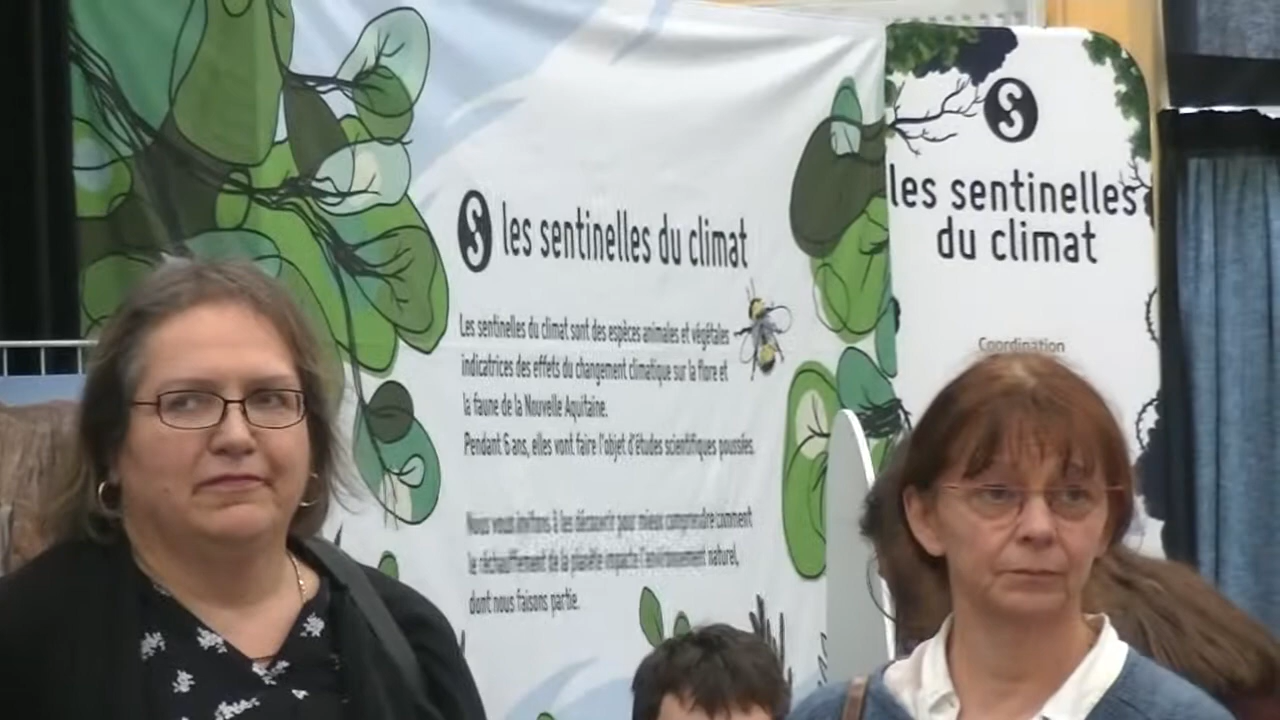 les sentinelles du climat
Les sentinelles du climat sont des espèces animales et végétales
indicatrices des effets du changement climatique sur la flore et
la faune de la Nouvelle Aquitaine.
Pendant 6 ans, elles vont faire l'objet d'études scientifiques poussées.
Nous vous invitons à les découvrir pour mieux comprendre comment
le réchauffement de la planète impacte l'environnement naturel,
dont nous faisons partie.
les sentinelles
du climat
Coordination